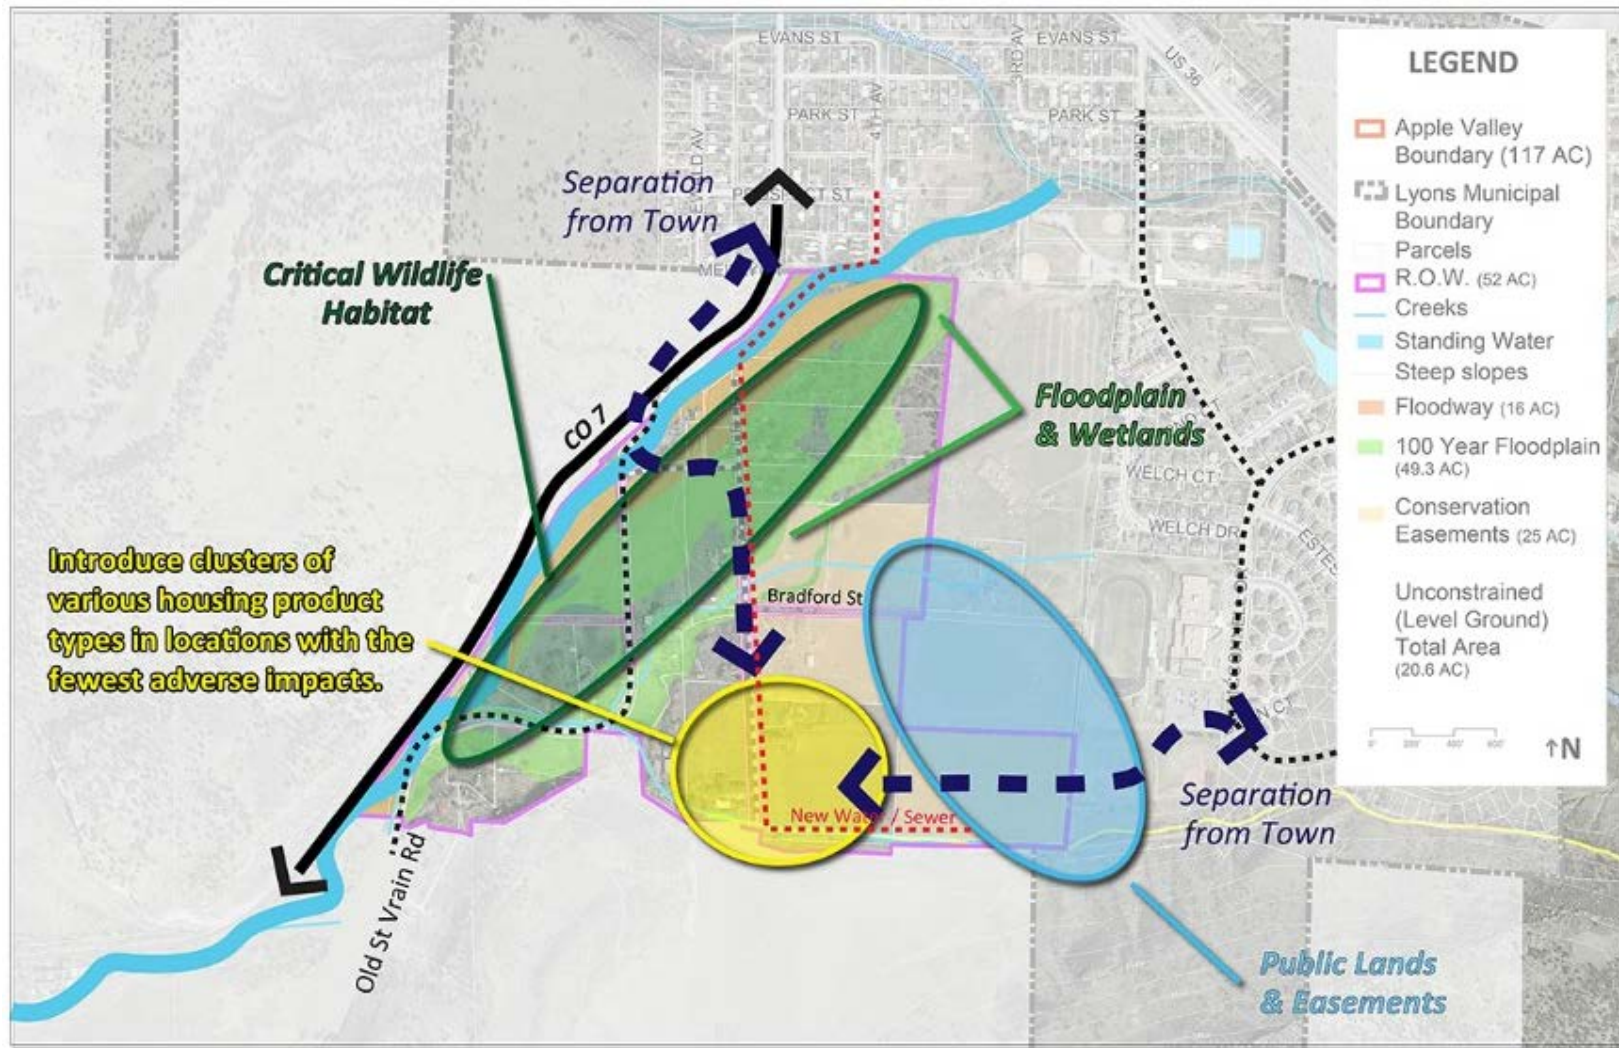 EVANS ST
3RD AV
EVANS ST
US 36
PARK ST
4TH AV
PARK ST
Separation
from Town
Critical Wildlife
Habitat
CO 7
Floodplain
& Wetlands
WELCH CT
WELCH DR
Introduce clusters of
various housing product
types in locations with the
fewest adverse impacts.
Bradford St
New Water / Sewer
Separation
from Town
Old St Vrain Rd
Public Lands
& Easements
LEGEND
Apple Valley
Boundary (117 AC)
Lyons Municipal
Boundary
Parcels
R.O.W. (52 AC)
Creeks
Standing Water
Steep slopes
Floodway (16 AC)
100 Year Floodplain
(49.3 AC)
Conservation
Easements (25 AC)
Unconstrained
(Level Ground)
Total Area
(20.6 AC)
↑N